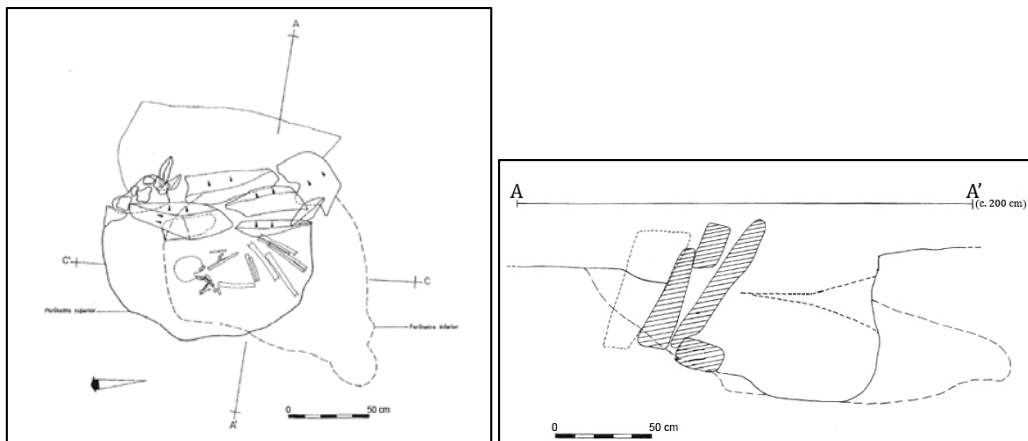 A
C'
C
Perímetro superior
Perímetro inferior
A'
0 50 cm
A A'
(c. 200 cm)
0 50 cm